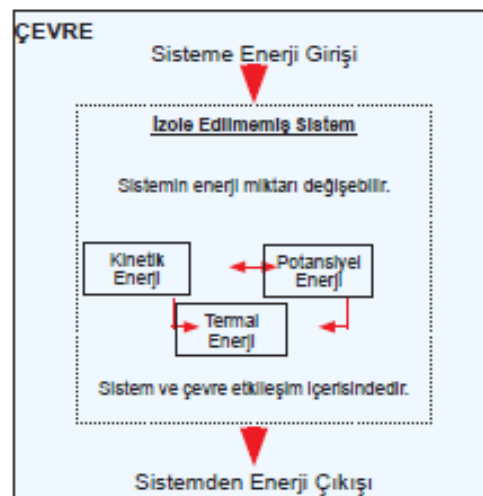 ÇEVRE
Sisteme Enerji Girişi
İzole Edilmemiş Sistem
Sistemin enerji miktarı değişebilir.
Kinetik
Enerji
Potansiyel
Enerji
Termal
Enerji
Sistem ve çevre etkileşim içerisindedir.
Sistemden Enerji Çıkışı